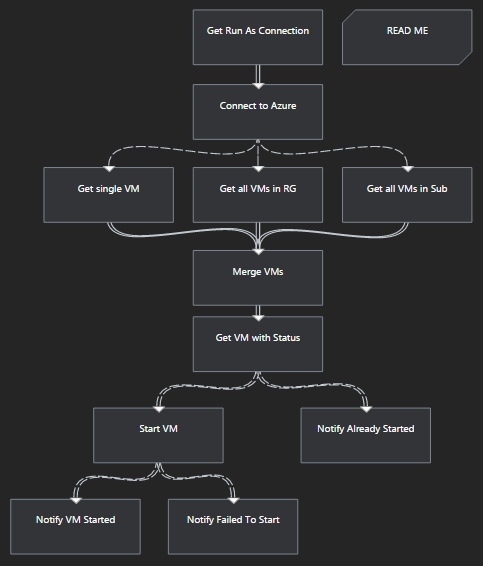 Get Run As Connection
READ ME
Connect to Azure
Get single VM
Get all VMs in RG
Get all VMs in Sub
Merge VMs
Get VM with Status
Start VM
Notify Already Started
Notify VM Started
Notify Failed To Start